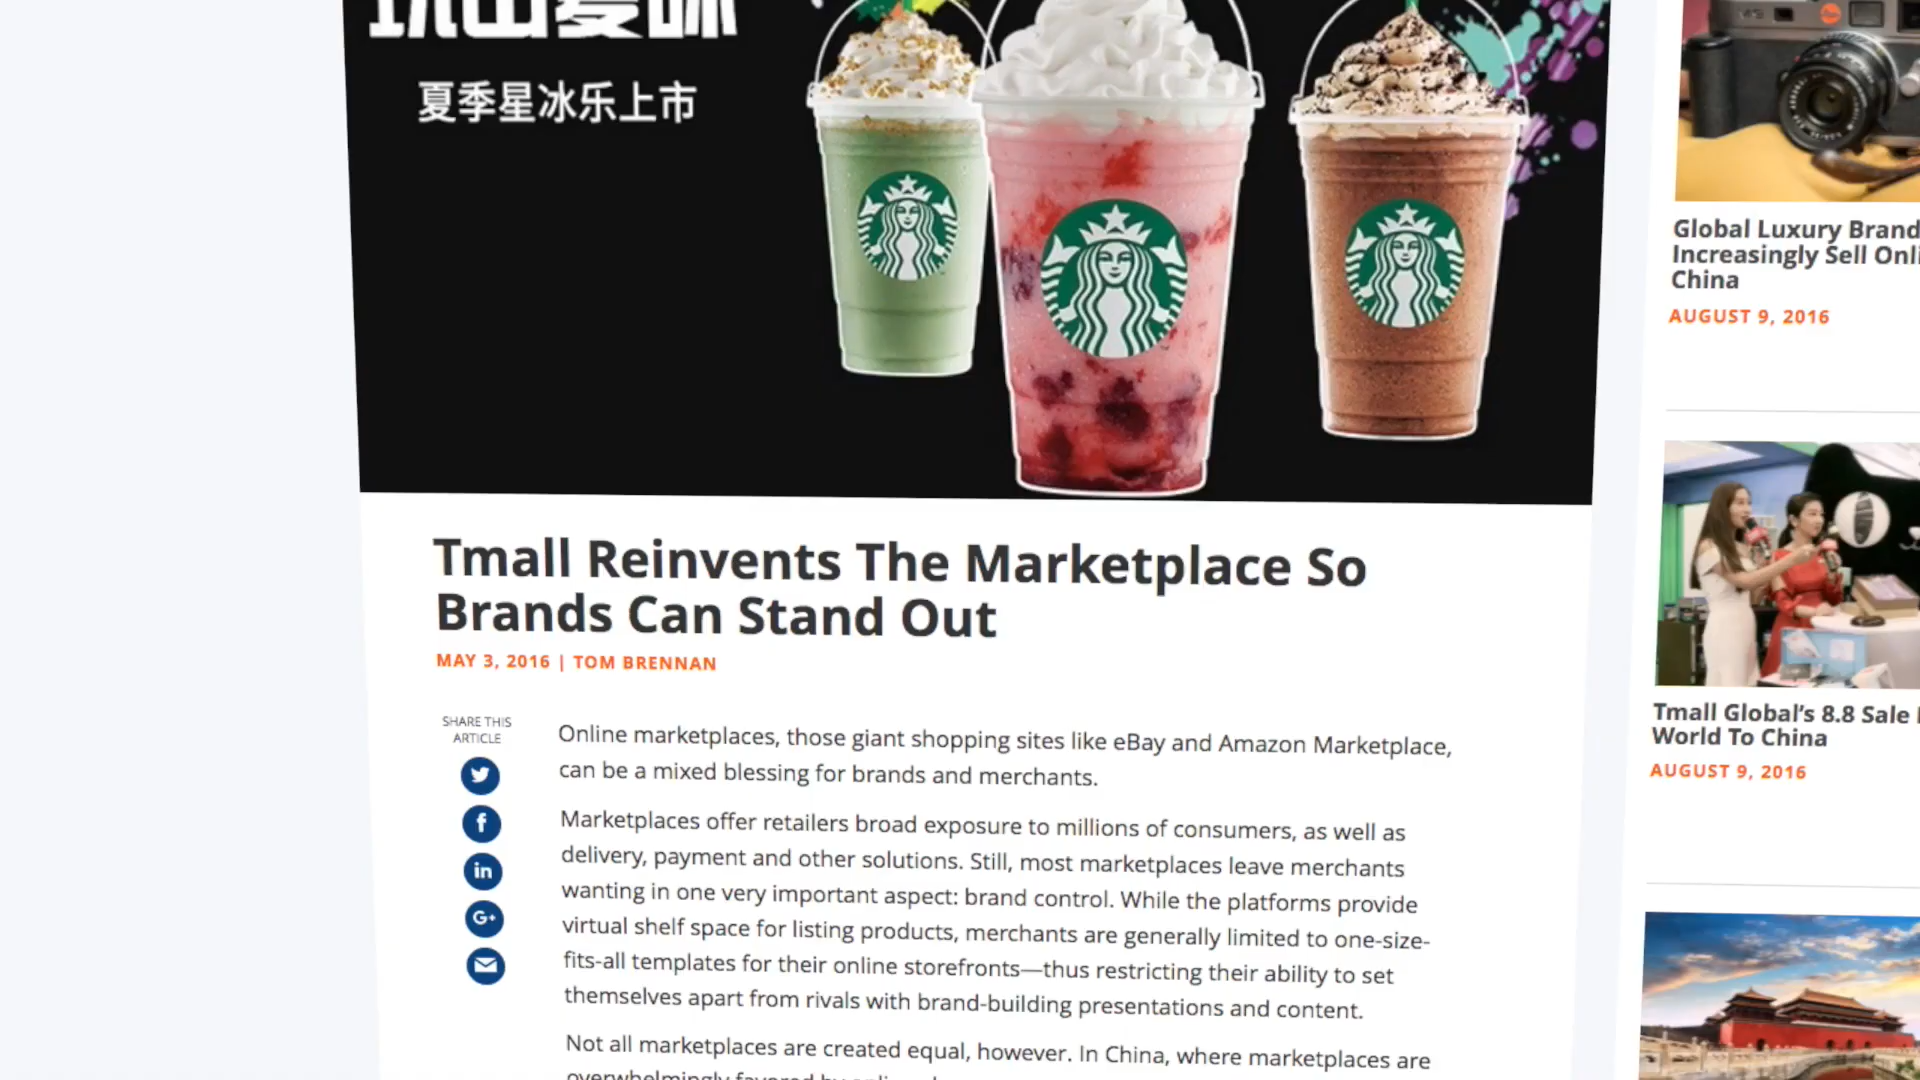 夏季星冰乐上市
Tmall Reinvents The Marketplace So
Brands Can Stand Out
MAY 3, 2016 | TOM BRENNAN
SHARE THIS
ARTICLE
Online marketplaces, those giant shopping sites like eBay and Amazon Marketplace,
can be a mixed blessing for brands and merchants.
Marketplaces offer retailers broad exposure to millions of consumers, as well as
delivery, payment and other solutions. Still, most marketplaces leave merchants
wanting in one very important aspect: brand control. While the platforms provide
virtual shelf space for listing products, merchants are generally limited to one-size-
fits-all templates for their online storefronts—thus restricting their ability to set
themselves apart from rivals with brand-building presentations and content.
Not all marketplaces are created equal, however. In China, where marketplaces are
Global Luxury Brand
Increasingly Sell Onli
China
AUGUST 9, 2016
Tmall Global's 8.8 Sale
World To China
AUGUST 9, 2016